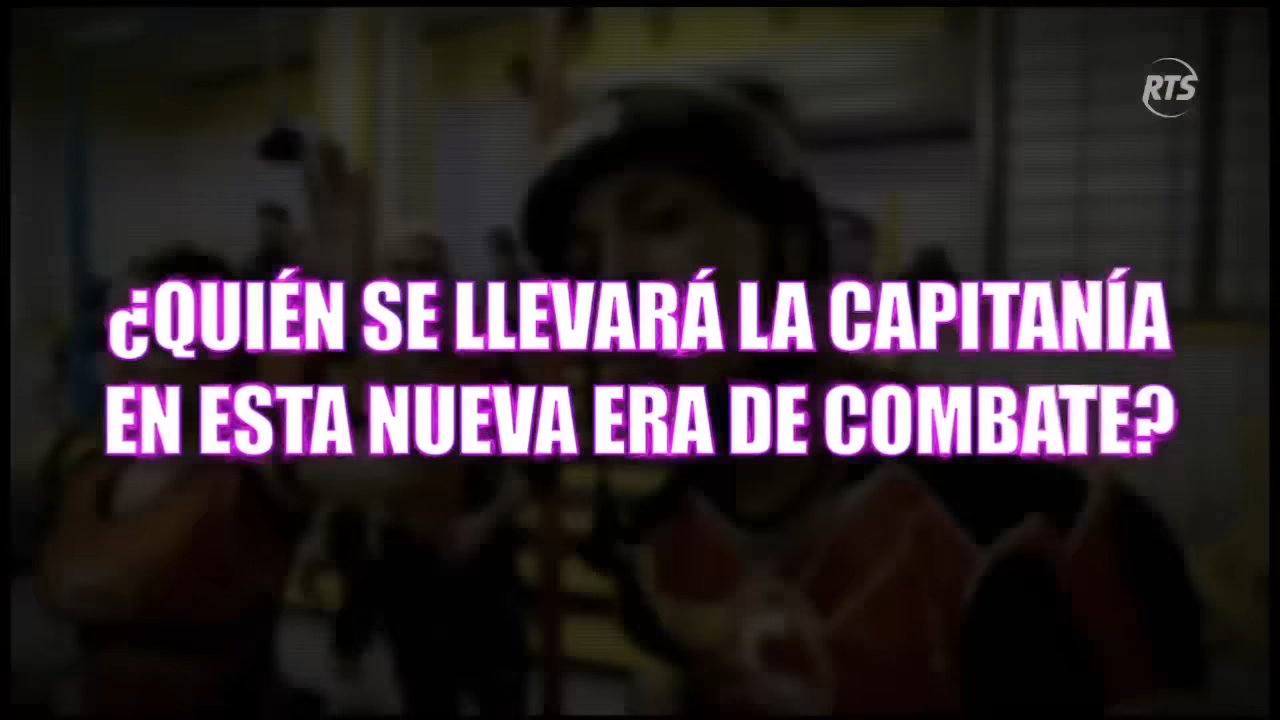 RTS
¿QUIÉN SE LLEVARÁ LA CAPITANÍA
EN ESTA NUEVA ERA DE COMBATE?